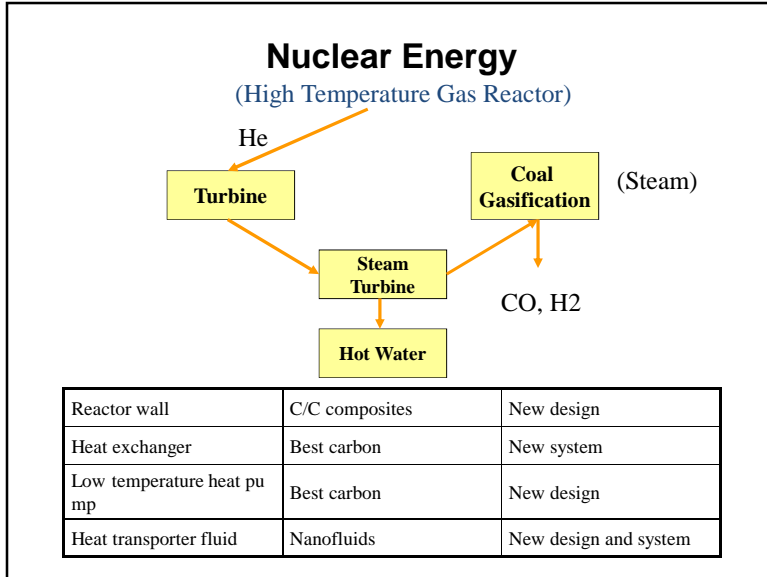 Nuclear Energy
(High Temperature Gas Reactor)
He
Turbine
Coal
Gasification
(Steam)
Steam
Turbine
CO, H2
Hot Water
Reactor wall
C/C composites
New design
Heat exchanger
Best carbon
New system
Low temperature heat pu
mp
Best carbon
New design
Heat transporter fluid
Nanofluids
New design and system